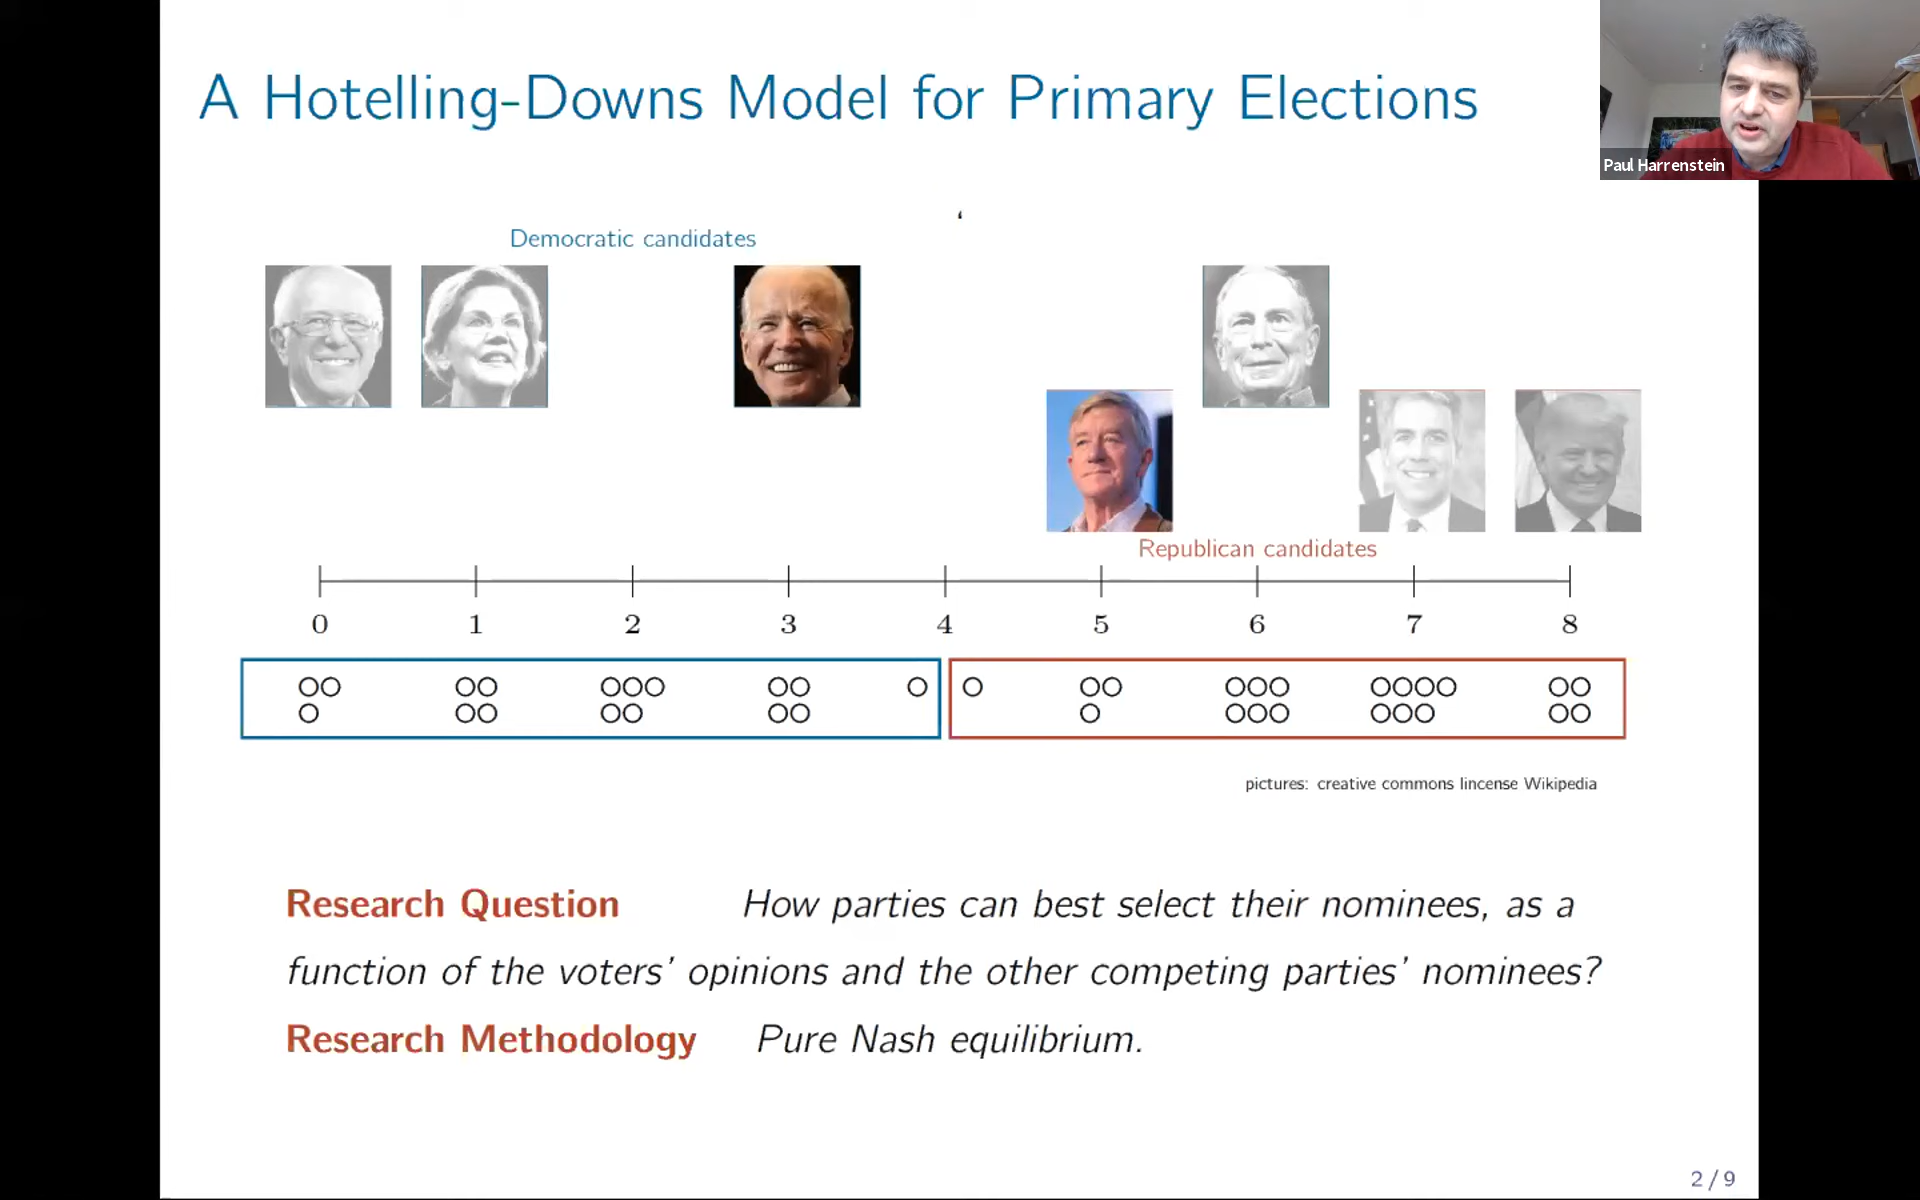 A Hotelling-Downs Model for Primary Elections
Paul Harrenstein
Democratic candidates
Republican candidates
0 1 2 3 4 5 6 7 8
pictures: creative commons lincense Wikipedia
Research Question How parties can best select their nominees, as a
function of the voters' opinions and the other competing parties' nominees?
Research Methodology Pure Nash equilibrium.
2 / 9